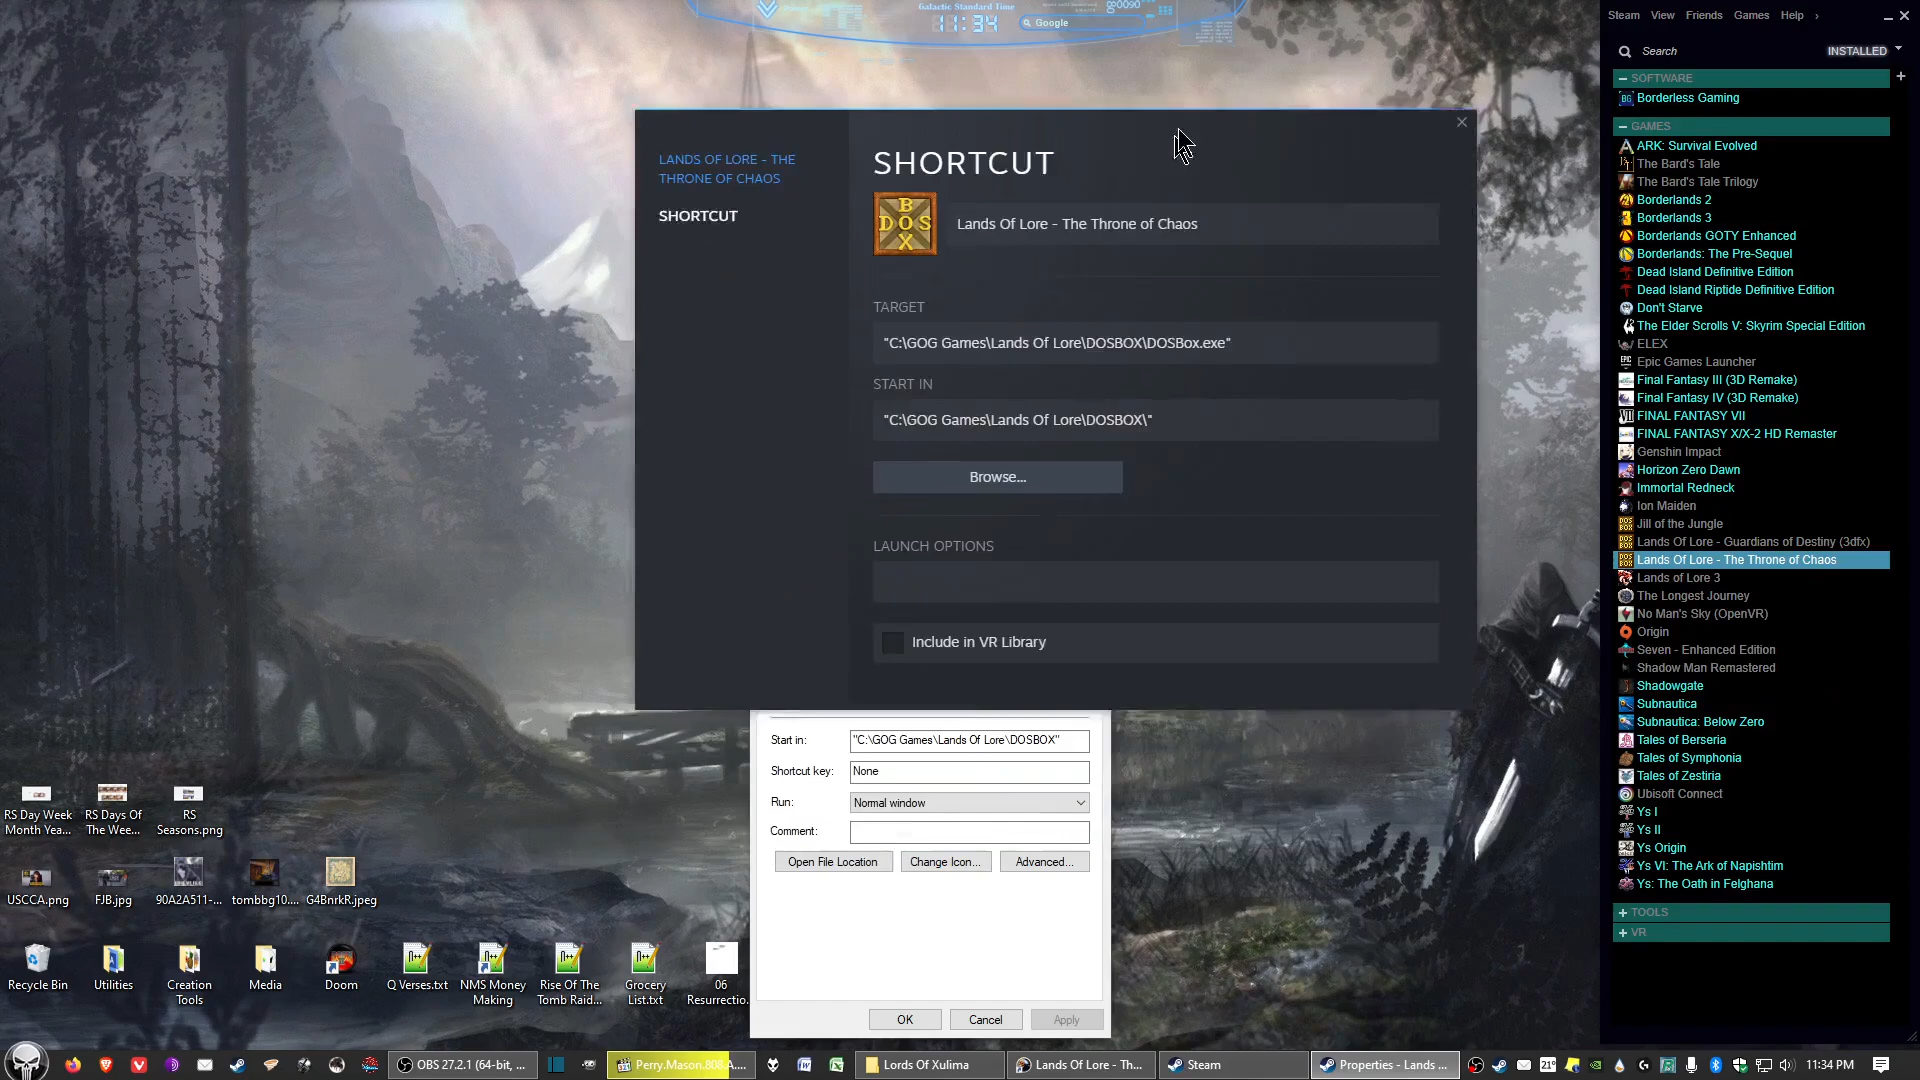 Galactic Standard Time
11:34
Google
Steam View Friends Games Help ›
Search INSTALLED
– SOFTWARE
Borderless Gaming
– GAMES
ARK: Survival Evolved
The Bard's Tale
The Bard's Tale Trilogy
Borderlands 2
Borderlands 3
Borderlands GOTY Enhanced
Borderlands: The Pre-Sequel
Dead Island Definitive Edition
Dead Island Riptide Definitive Edition
Don't Starve
The Elder Scrolls V: Skyrim Special Edition
ELEX
Epic Games Launcher
Final Fantasy III (3D Remake)
Final Fantasy IV (3D Remake)
FINAL FANTASY VII
FINAL FANTASY X/X-2 HD Remaster
Genshin Impact
Horizon Zero Dawn
Immortal Redneck
Ion Maiden
Jill of the Jungle
Lands Of Lore - Guardians of Destiny (3dfx)
Lands Of Lore - The Throne of Chaos
Lands of Lore 3
The Longest Journey
No Man's Sky (OpenVR)
Origin
Seven - Enhanced Edition
Shadow Man Remastered
Shadowgate
Subnautica
Subnautica: Below Zero
Tales of Berseria
Tales of Symphonia
Tales of Zestiria
Ubisoft Connect
Ys I
Ys II
Ys Origin
Ys VI: The Ark of Napishtim
Ys: The Oath in Felghana
+ TOOLS
+ VR
LANDS OF LORE - THE
THRONE OF CHAOS
SHORTCUT
SHORTCUT
Lands Of Lore - The Throne of Chaos
TARGET
"C:\GOG Games\Lands Of Lore\DOSBOX\DOSBox.exe"
START IN
"C:\GOG Games\Lands Of Lore\DOSBOX\"
Browse...
LAUNCH OPTIONS
Include in VR Library
Start in: "C:\GOG Games\Lands Of Lore\DOSBOX"
Shortcut key: None
Run: Normal window
Comment:
Open File Location Change Icon... Advanced...
OK Cancel Apply
RS Day Week
Month Yea...
RS Days Of
The Wee...
RS
Seasons.png
USCCA.png
FJB.jpg
90A2A511-...
tombbg10....
G4BnrkR.jpeg
Recycle Bin
Utilities
Creation
Tools
Media
Doom
Q Verses.txt
NMS Money
Making
Rise Of The
Tomb Raid...
Grocery
List.txt
06
Resurrectio...
OBS 27.2.1 (64-bit, ...
Perry.Mason.808.A...
Lords Of Xulima
Lands Of Lore - Th...
Steam
Properties - Lands ...
21°
11:34 PM